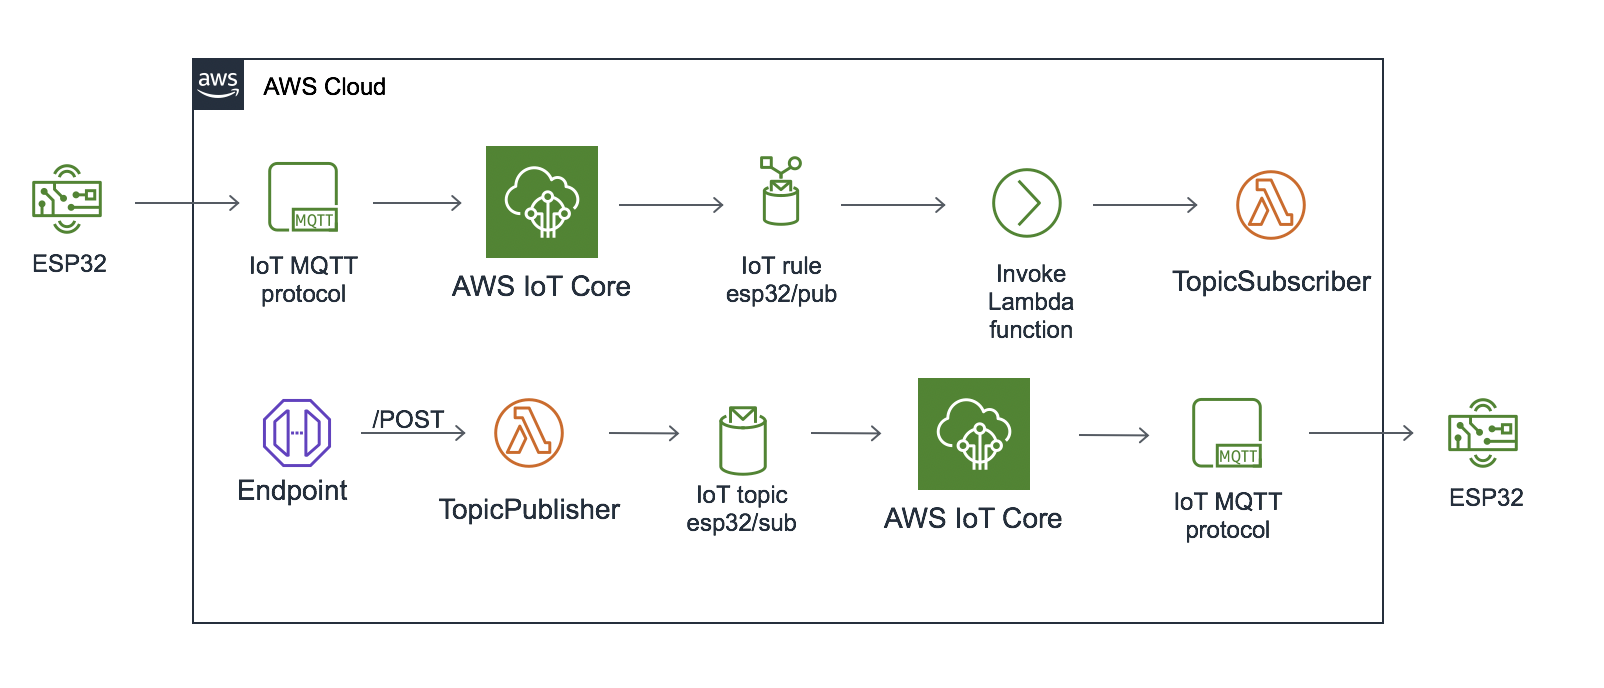 aws
AWS Cloud
MQTT
ESP32
IoT MQTT
protocol
AWS IoT Core
IoT rule
esp32/pub
Invoke
Lambda
function
TopicSubscriber
/POST
Endpoint
TopicPublisher
IoT topic
esp32/sub
AWS IoT Core
MQTT
IoT MQTT
protocol
ESP32